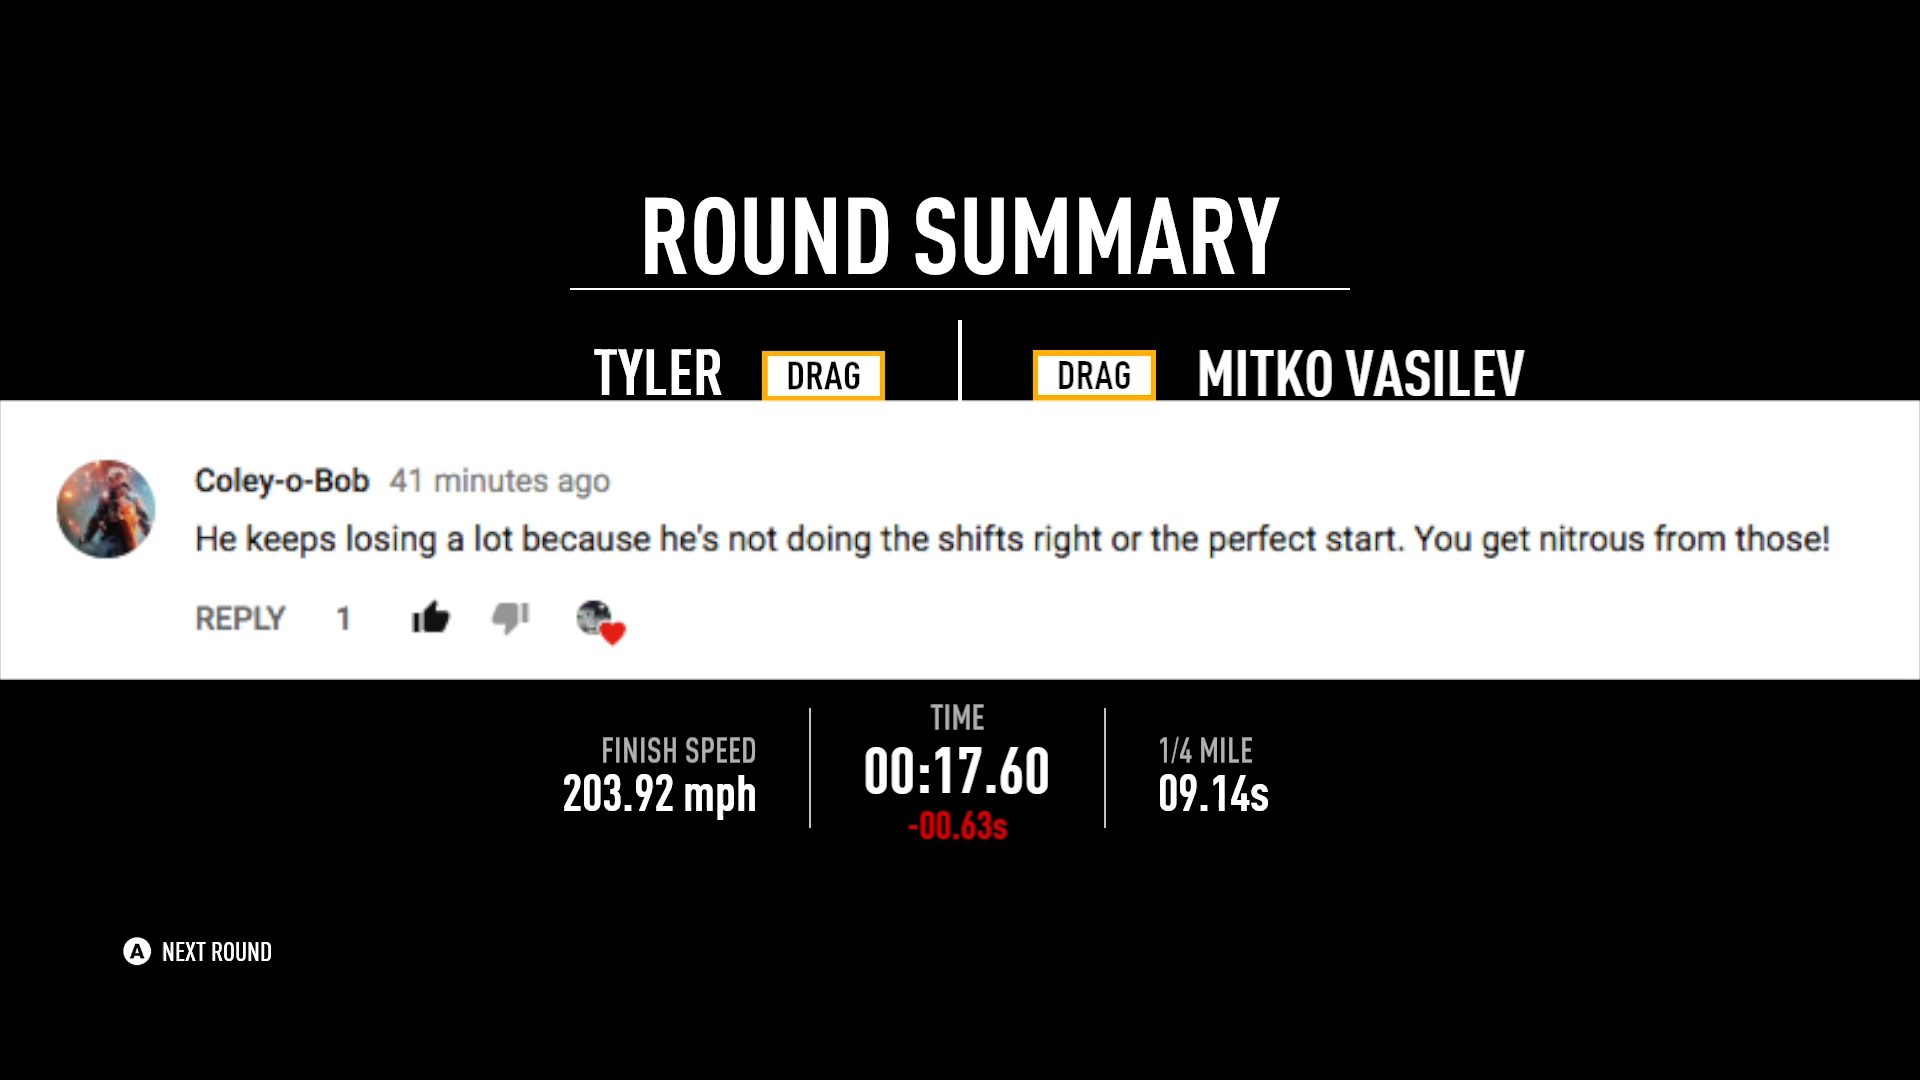 ROUND SUMMARY
TYLER DRAG DRAG MITKO VASILEV
Coley-o-Bob 41 minutes ago
He keeps losing a lot because he's not doing the shifts right or the perfect start. You get nitrous from those!
REPLY 1
TIME
FINISH SPEED 00:17.60 1/4 MILE
203.92 mph 09.14s
-00.63s
A NEXT ROUND